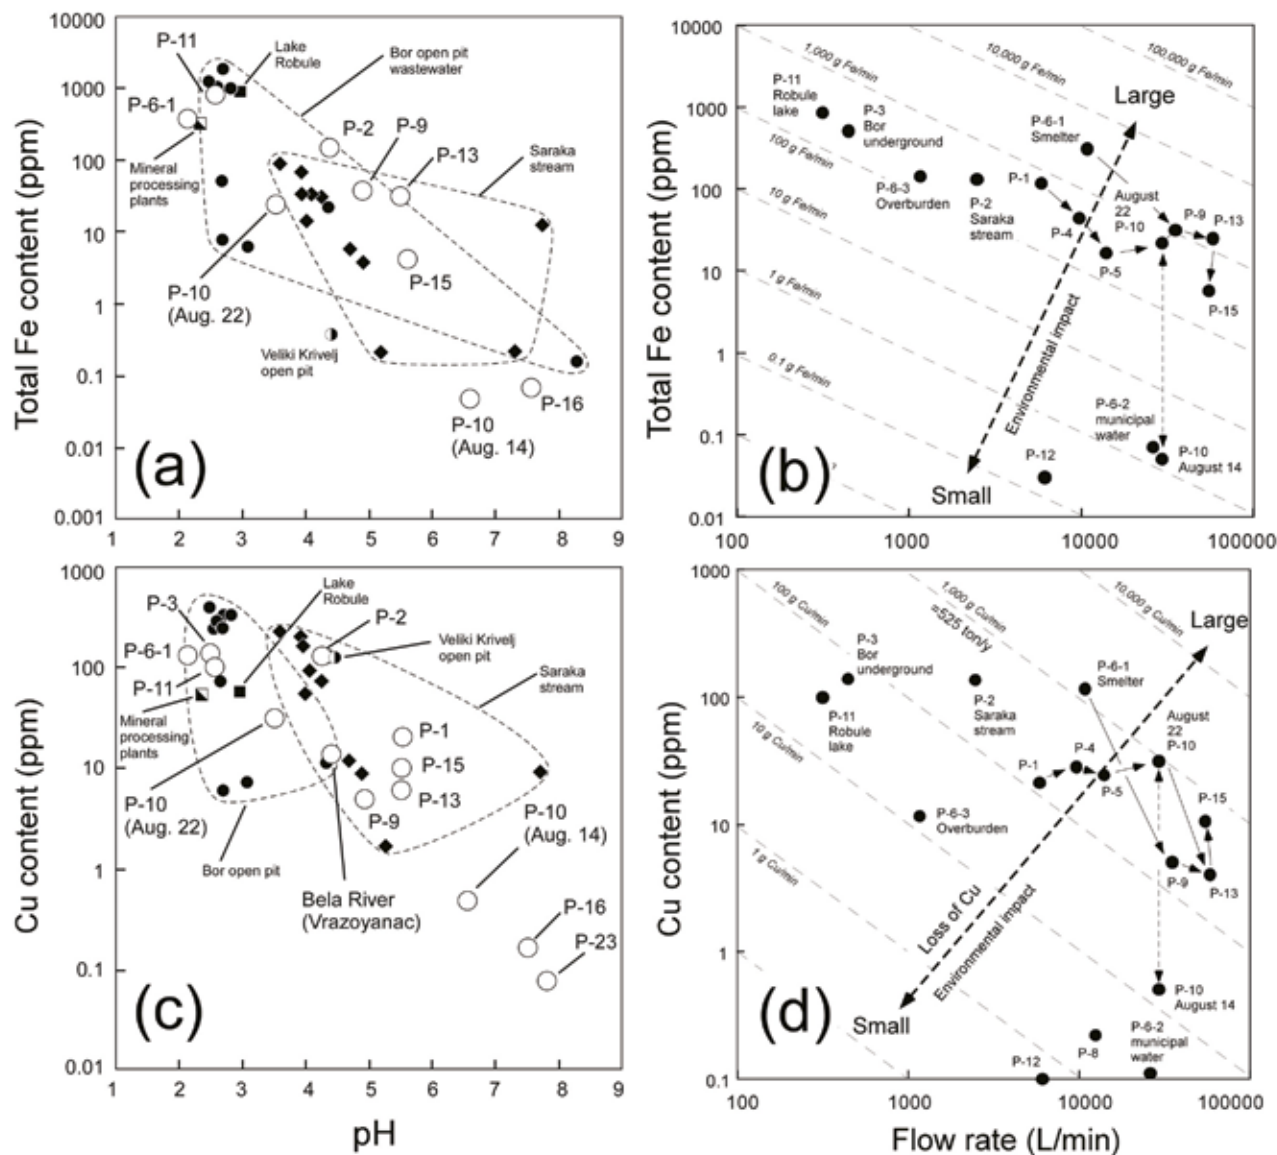 Total Fe content (ppm)
10000
1000
100
10
1
0.1
0.01
0.001
1 2 3 4 5 6 7 8 9
P-11
Lake
Robule
Bor open pit
wastewater
P-6-1
P-2
P-9
P-13
Saraka
stream
Mineral
processing
plants
P-10
(Aug. 22)
P-15
Veliki Krivelj
open pit
P-10
(Aug. 14)
P-16
(a)
Total Fe content (ppm)
10000
1000
100
10
1
0.1
0.01
100 1000 10000 100000
1,000 g Fe/min
10,000 g Fe/min
100,000 g Fe/min
100 g Fe/min
10 g Fe/min
1 g Fe/min
0.1 g Fe/min
P-11
Robule
lake
P-3
Bor
underground
Large
P-6-1
Smelter
P-6-3
Overburden
P-2
Saraka
stream
P-1
P-4
P-5
August
22
P-10
P-9
P-13
P-15
Environmental impact
P-6-2
municipal
water
P-10
August 14
P-12
Small
(b)
Cu content (ppm)
1000
100
10
1
0.1
0.01
1 2 3 4 5 6 7 8 9
pH
P-3
Lake
Robule
P-2
P-6-1
Veliki Krivelj
open pit
P-11
Saraka
stream
Mineral
processing
plants
P-1
P-15
P-13
P-10
(Aug. 22)
P-9
P-10
(Aug. 14)
Bor open pit
Bela River
(Vrazoyanac)
P-16
P-23
(c)
Cu content (ppm)
1000
100
10
1
0.1
100 1000 10000 100000
Flow rate (L/min)
100 g Cu/min
1,000 g Cu/min
=525 ton/y
10,000 g Cu/min
10 g Cu/min
1 g Cu/min
Large
P-3
Bor
underground
P-11
Robule
lake
P-2
Saraka
stream
P-6-1
Smelter
August
22
P-10
P-1
P-4
P-5
P-15
P-6-3
Overburden
P-9
P-13
Loss of Cu
Environmental impact
P-10
August 14
Small
P-12
P-8
P-6-2
municipal
water
(d)